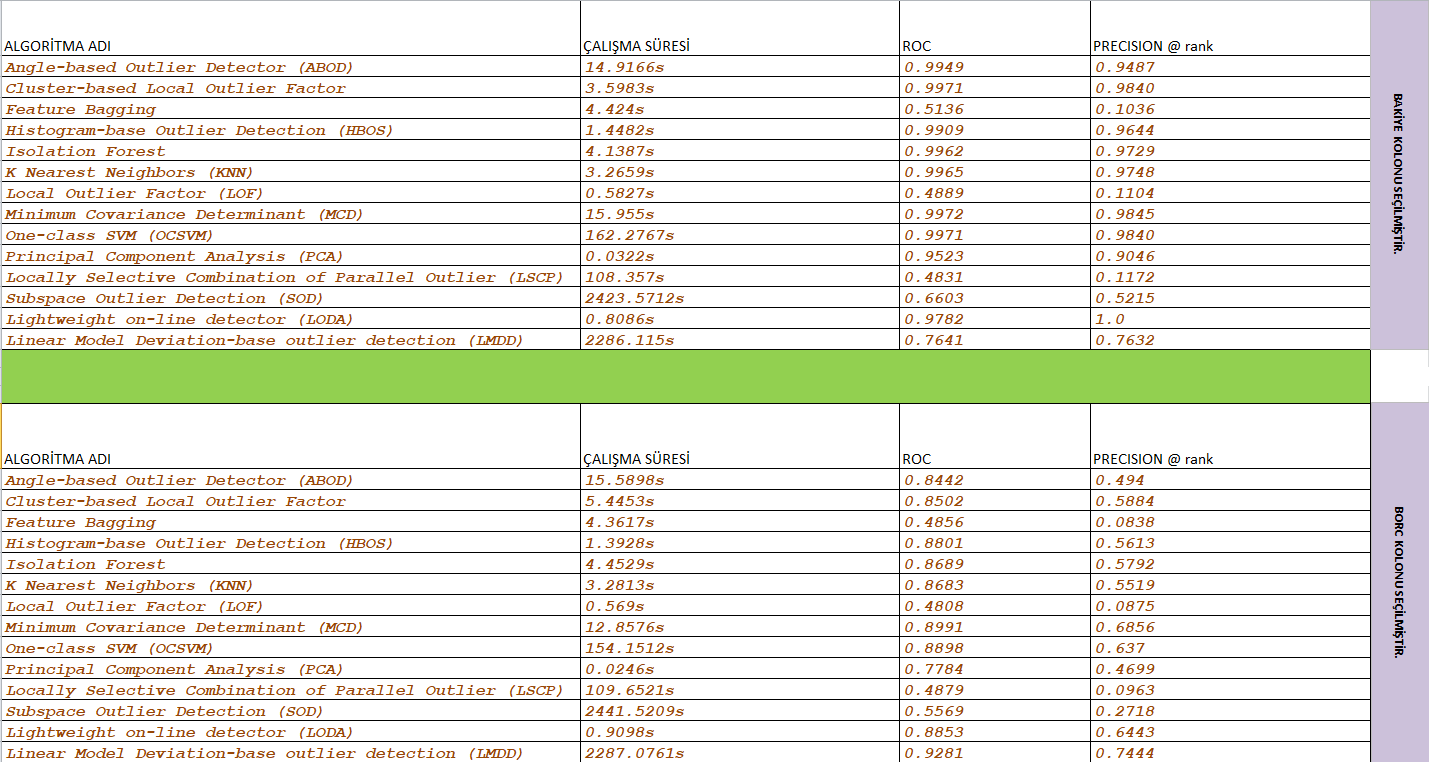 ALGORİTMA ADI ÇALIŞMA SÜRESİ ROC PRECISION @ rank
Angle-based Outlier Detector (ABOD) 14.9166s 0.9949 0.9487
Cluster-based Local Outlier Factor 3.5983s 0.9971 0.9840
Feature Bagging 4.424s 0.5136 0.1036
Histogram-base Outlier Detection (HBOS) 1.4482s 0.9909 0.9644
Isolation Forest 4.1387s 0.9962 0.9729
K Nearest Neighbors (KNN) 3.2659s 0.9965 0.9748
Local Outlier Factor (LOF) 0.5827s 0.4889 0.1104
Minimum Covariance Determinant (MCD) 15.955s 0.9972 0.9845
One-class SVM (OCSVM) 162.2767s 0.9971 0.9840
Principal Component Analysis (PCA) 0.0322s 0.9523 0.9046
Locally Selective Combination of Parallel Outlier (LSCP) 108.357s 0.4831 0.1172
Subspace Outlier Detection (SOD) 2423.5712s 0.6603 0.5215
Lightweight on-line detector (LODA) 0.8086s 0.9782 1.0
Linear Model Deviation-base outlier detection (LMDD) 2286.115s 0.7641 0.7632
BAKİYE KOLONU SEÇİLMİŞTİR.
ALGORİTMA ADI ÇALIŞMA SÜRESİ ROC PRECISION @ rank
Angle-based Outlier Detector (ABOD) 15.5898s 0.8442 0.494
Cluster-based Local Outlier Factor 5.4453s 0.8502 0.5884
Feature Bagging 4.3617s 0.4856 0.0838
Histogram-base Outlier Detection (HBOS) 1.3928s 0.8801 0.5613
Isolation Forest 4.4529s 0.8689 0.5792
K Nearest Neighbors (KNN) 3.2813s 0.8683 0.5519
Local Outlier Factor (LOF) 0.569s 0.4808 0.0875
Minimum Covariance Determinant (MCD) 12.8576s 0.8991 0.6856
One-class SVM (OCSVM) 154.1512s 0.8898 0.637
Principal Component Analysis (PCA) 0.0246s 0.7784 0.4699
Locally Selective Combination of Parallel Outlier (LSCP) 109.6521s 0.4879 0.0963
Subspace Outlier Detection (SOD) 2441.5209s 0.5569 0.2718
Lightweight on-line detector (LODA) 0.9098s 0.8853 0.6443
Linear Model Deviation-base outlier detection (LMDD) 2287.0761s 0.9281 0.7444
BORC KOLONU SEÇİLMİŞTİR.